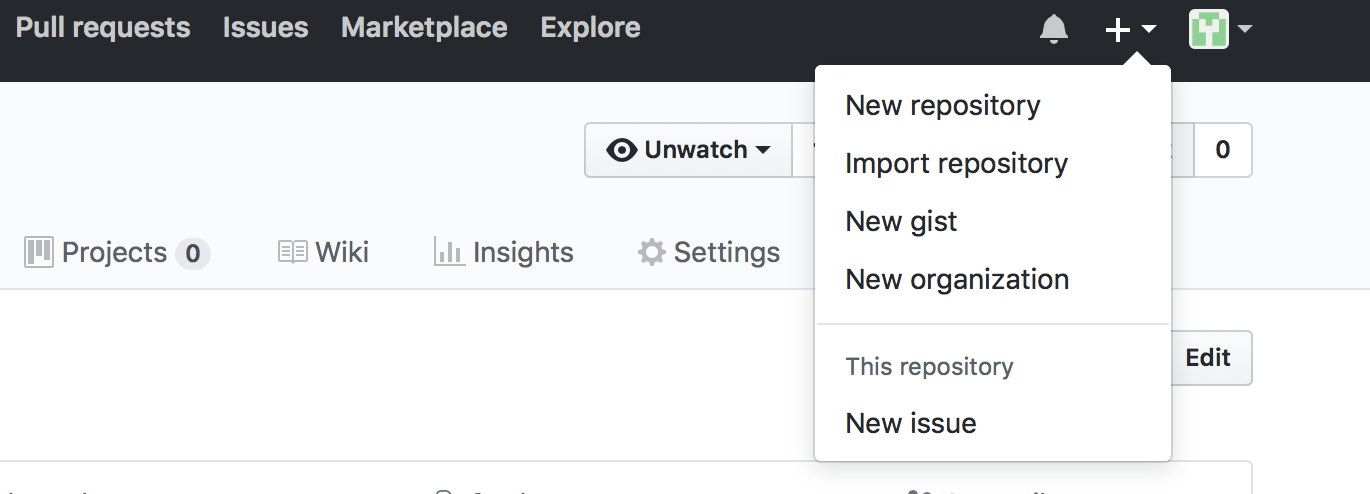 Pull requests Issues Marketplace Explore
New repository
Import repository
New gist
New organization
This repository
New issue
Unwatch
0
Projects 0 Wiki Insights Settings
Edit